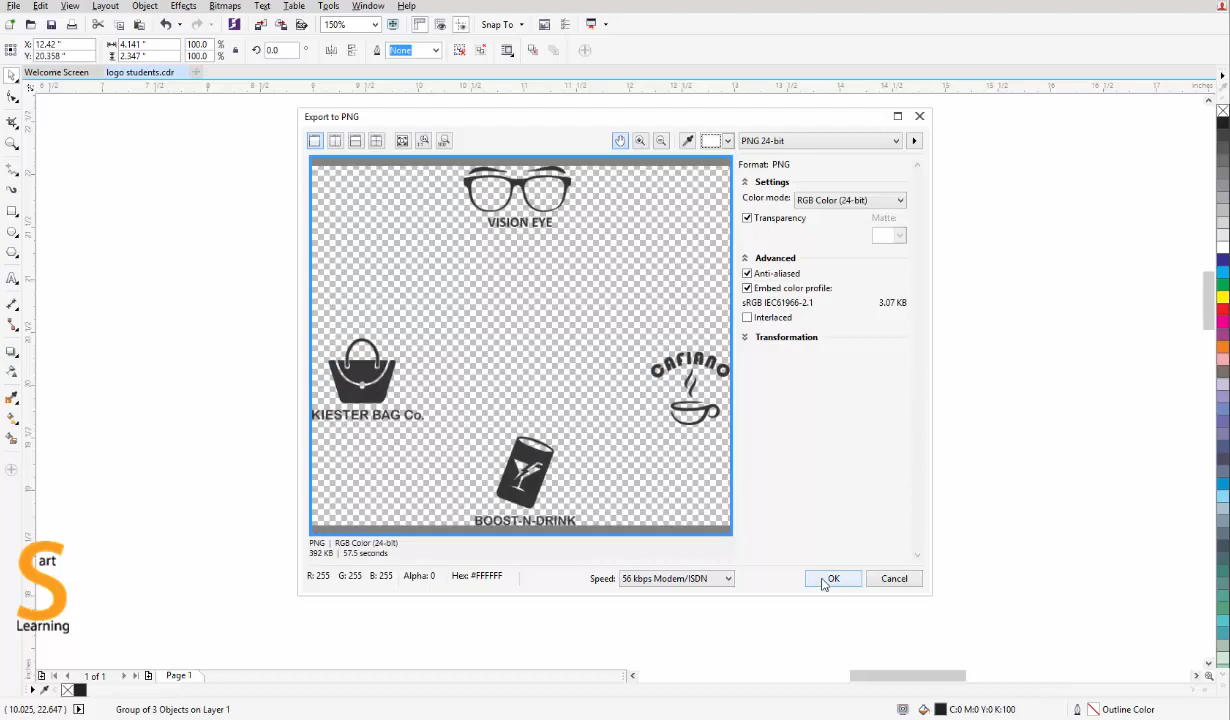 File Edit View Layout Object Effects Bitmaps Text Table Tools Window Help
150% Snap To
X: 12.42 " 4.141 " 100.0 % 0.0 None
Y: 20.358 " 2.347 " 100.0 %
Welcome Screen logo students.cdr
inches
Export to PNG
PNG 24-bit
Format: PNG
Settings
Color mode: RGB Color (24-bit)
Transparency Matte:
Advanced
Anti-aliased
Embed color profile:
sRGB IEC61966-2.1 3.07 KB
Interlaced
Transformation
VISION EYE
KIESTER BAG Co.
CAFIANO
BOOST-N-DRINK
PNG | RGB Color (24-bit)
392 KB | 57.5 seconds
R: 255 G: 255 B: 255 Alpha: 0 Hex: #FFFFFF Speed: 56 kbps Modem/ISDN OK Cancel
S art
Learning
1 of 1 Page 1
( 10.025, 22.647 ) Group of 3 Objects on Layer 1 C:0 M:0 Y:0 K:100 Outline Color